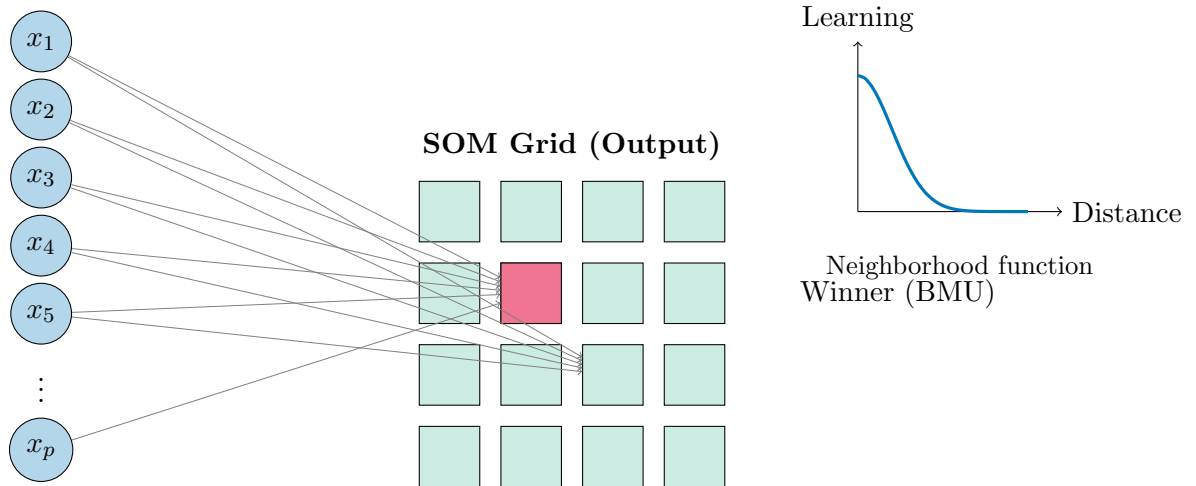 x₁
x₂
x₃
x₄
x₅
⋮
xₚ
SOM Grid (Output)
Learning
Distance
Neighborhood function
Winner (BMU)